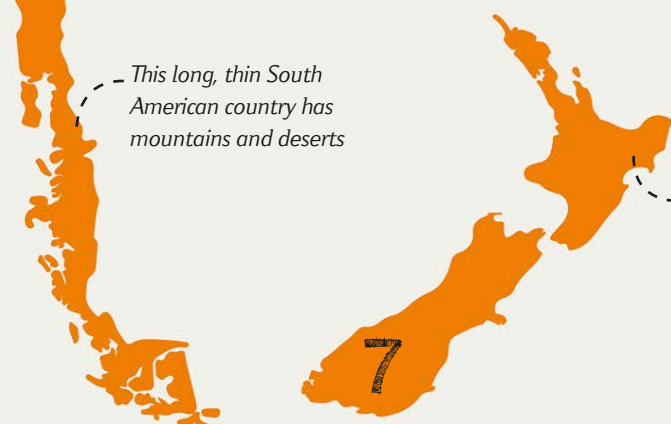 This long, thin South
American country has
mountains and deserts
7